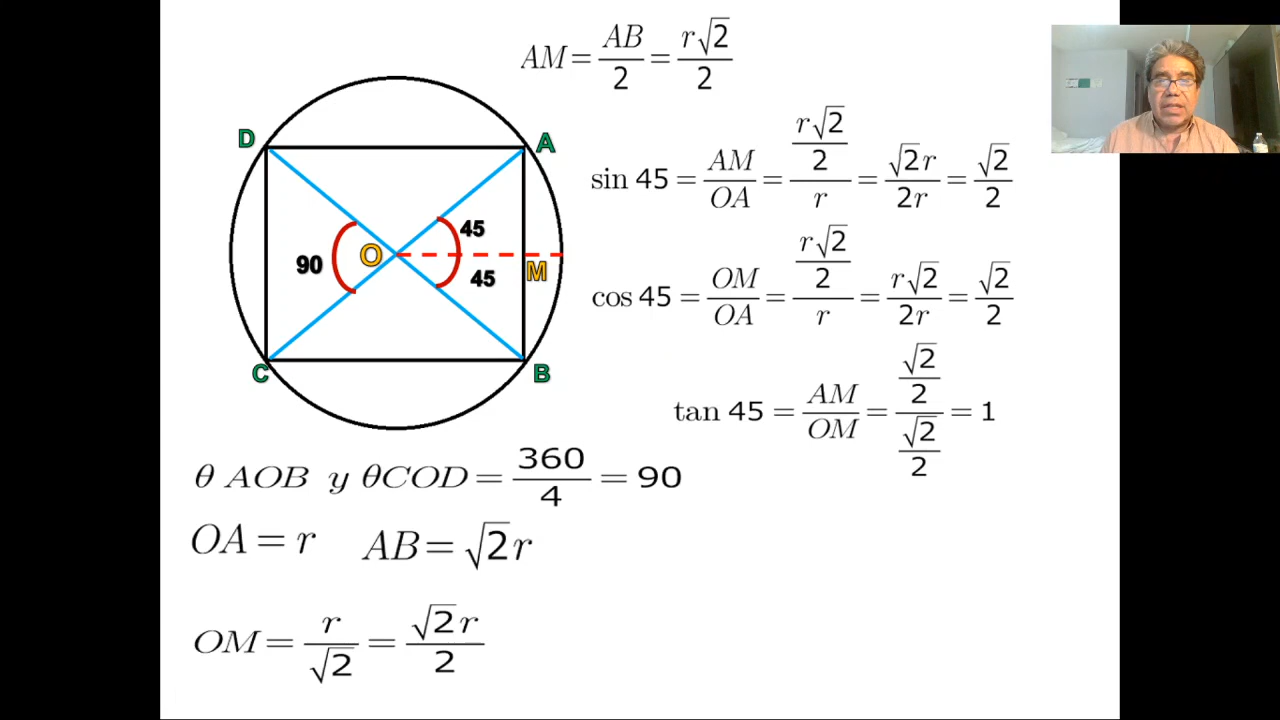 AM = AB/2 = r√2/2
D
A
sin 45 = AM/OA = (r√2/2)/r = √2r/2r = √2/2
45
90
O
45
M
cos 45 = OM/OA = (r√2/2)/r = r√2/2r = √2/2
C
B
tan 45 = AM/OM = (√2/2)/(√2/2) = 1
θ AOB y θCOD = 360/4 = 90
OA = r AB = √2r
OM = r/√2 = √2r/2